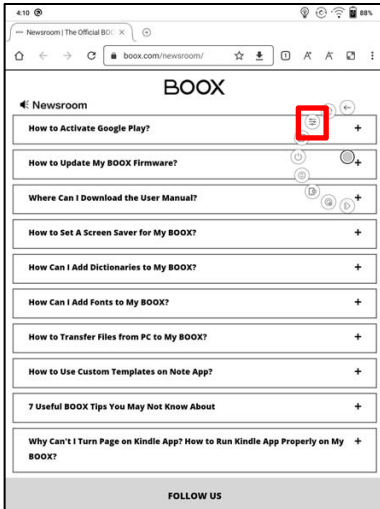 4:10
88%
Newsroom | The Official BO
boox.com/newsroom/
BOOX
Newsroom
How to Activate Google Play?
How to Update My BOOX Firmware?
Where Can I Download the User Manual?
How to Set A Screen Saver for My BOOX?
How Can I Add Dictionaries to My BOOX?
How Can I Add Fonts to My BOOX?
How to Transfer Files from PC to My BOOX?
How to Use Custom Templates on Note App?
7 Useful BOOX Tips You May Not Know About
Why Can't I Turn Page on Kindle App? How to Run Kindle App Properly on My
BOOX?
FOLLOW US